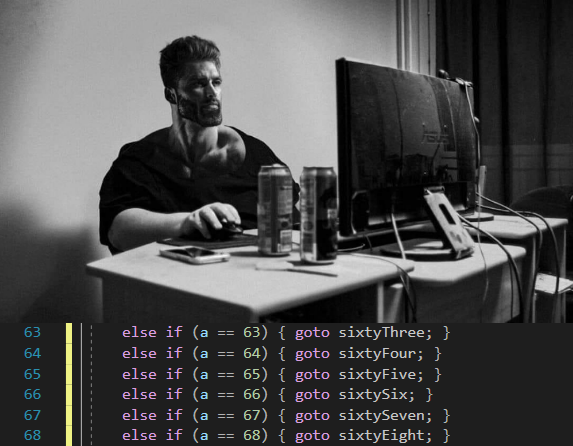 63 else if (a == 63) { goto sixtyThree; }
64 else if (a == 64) { goto sixtyFour; }
65 else if (a == 65) { goto sixtyFive; }
66 else if (a == 66) { goto sixtySix; }
67 else if (a == 67) { goto sixtySeven; }
68 else if (a == 68) { goto sixtyEight; }